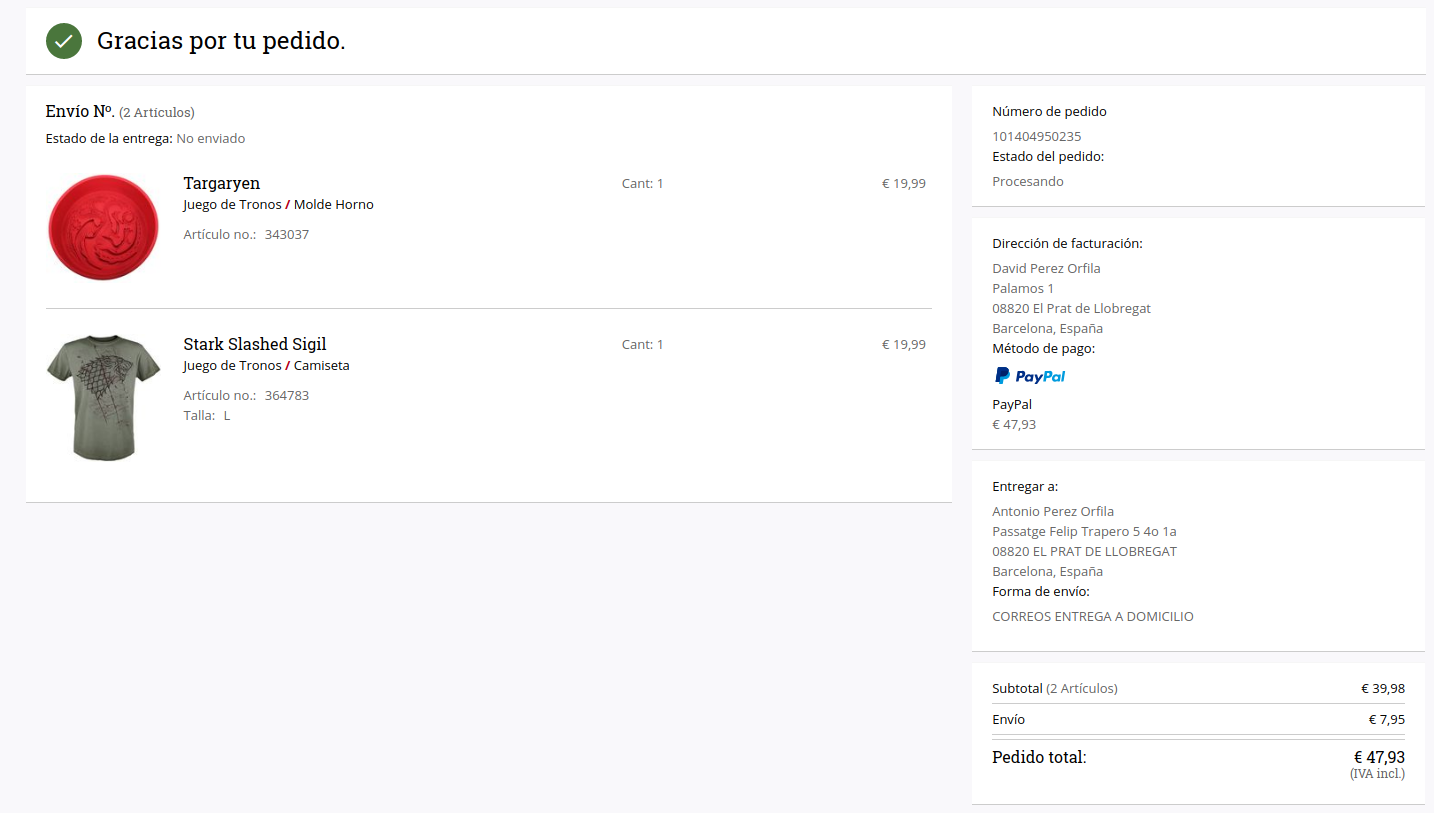 Gracias por tu pedido.
Envío Nº. (2 Artículos)
Estado de la entrega: No enviado
Targaryen
Juego de Tronos / Molde Horno
Artículo no.: 343037
Cant: 1
€ 19,99
Stark Slashed Sigil
Juego de Tronos / Camiseta
Artículo no.: 364783
Talla: L
Cant: 1
€ 19,99
Número de pedido
101404950235
Estado del pedido:
Procesando
Dirección de facturación:
David Perez Orfila
Palamos 1
08820 El Prat de Llobregat
Barcelona, España
Método de pago:
PayPal
PayPal
€ 47,93
Entregar a:
Antonio Perez Orfila
Passatge Felip Trapero 5 4o 1a
08820 EL PRAT DE LLOBREGAT
Barcelona, España
Forma de envío:
CORREOS ENTREGA A DOMICILIO
Subtotal (2 Artículos) € 39,98
Envío € 7,95
Pedido total: € 47,93
(IVA incl.)